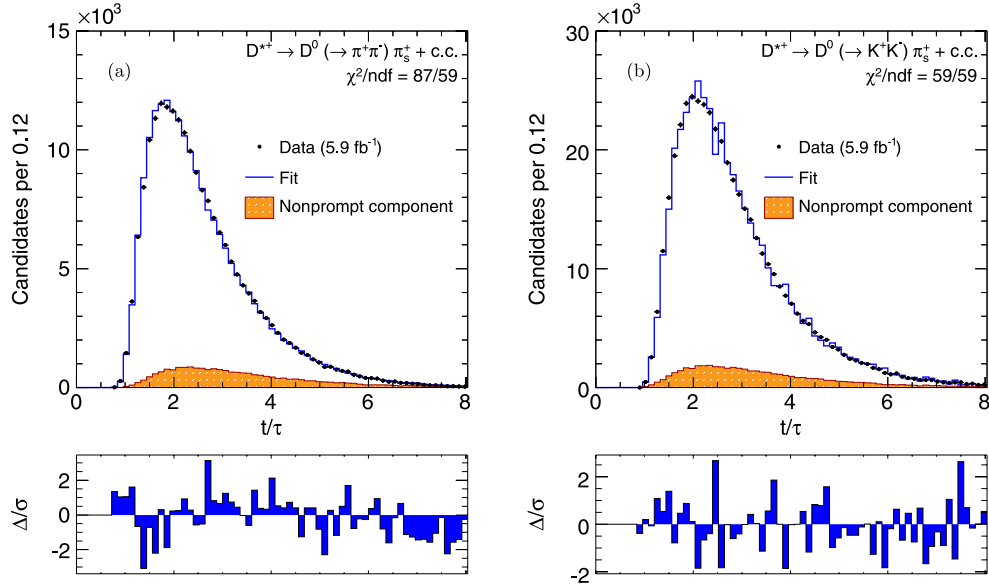 ×10³
15
10
5
0
Candidates per 0.12
(a)
D*⁺ → D⁰ (→ π⁺π⁻) πₛ⁺ + c.c.
χ²/ndf = 87/59
Data (5.9 fb⁻¹)
Fit
Nonprompt component
0 2 4 6 8
t/τ
Δ/σ
2
0
-2
×10³
30
20
10
0
Candidates per 0.12
(b)
D*⁺ → D⁰ (→ K⁺K⁻) πₛ⁺ + c.c.
χ²/ndf = 59/59
Data (5.9 fb⁻¹)
Fit
Nonprompt component
0 2 4 6 8
t/τ
Δ/σ
2
0
-2